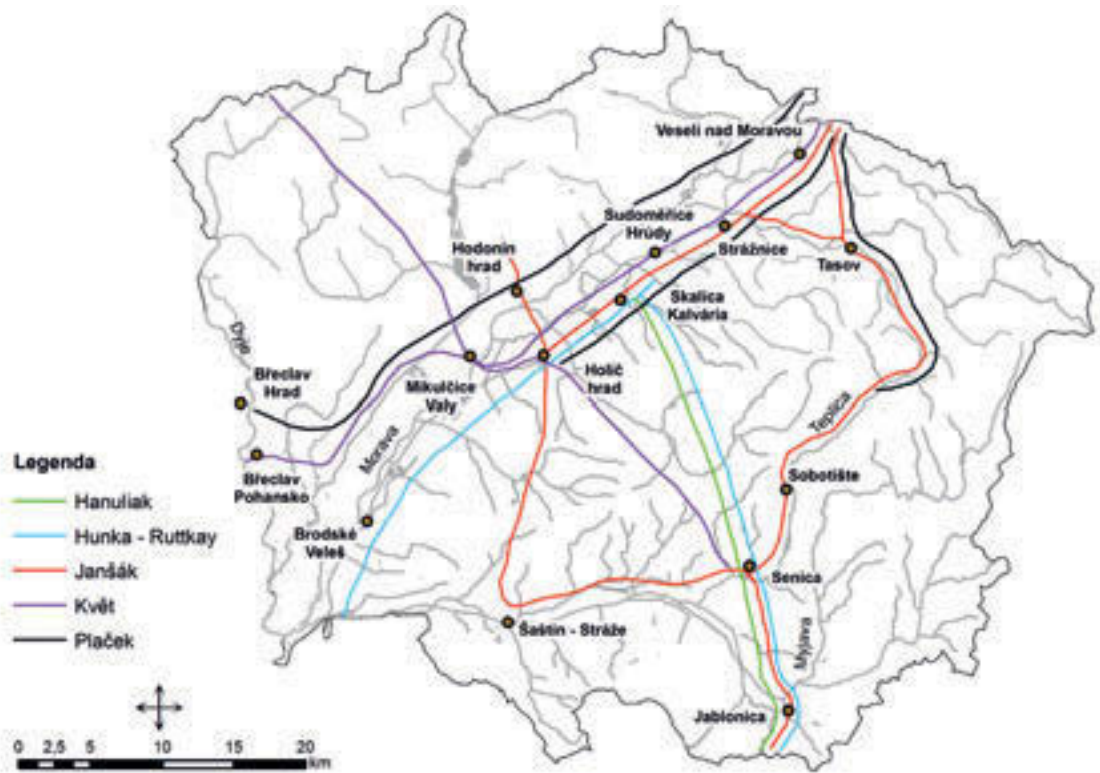 Veselí nad Moravou
Sudoměřice
Hrúdy
Strážnice
Tasov
Hodonín
hrad
Skalica
Kalvária
Dyje
Břeclav
Hrad
Mikulčice
Valy
Holíč
hrad
Morava
Teplica
Břeclav
Pohansko
Sobotište
Brodské
Veleš
Senica
Šaštín - Stráže
Myjava
Jablonica
Legenda
Hanuliak
Hunka - Ruttkay
Janšák
Květ
Plaček
0 2,5 5 10 15 20
km